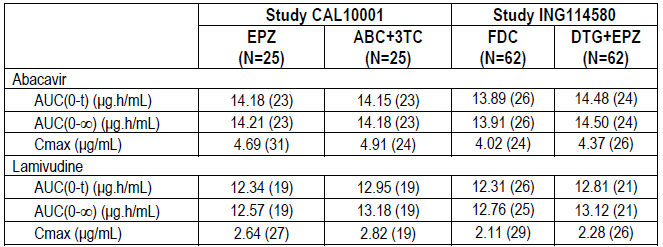 Study CAL10001 Study ING114580
EPZ (N=25) ABC+3TC (N=25) FDC (N=62) DTG+EPZ (N=62)
Abacavir
AUC(0-t) (µg.h/mL) 14.18 (23) 14.15 (23) 13.89 (26) 14.48 (24)
AUC(0-∞) (µg.h/mL) 14.21 (23) 14.18 (23) 13.91 (26) 14.50 (24)
Cmax (µg/mL) 4.69 (31) 4.91 (24) 4.02 (24) 4.37 (26)
Lamivudine
AUC(0-t) (µg.h/mL) 12.34 (19) 12.95 (19) 12.31 (26) 12.81 (21)
AUC(0-∞) (µg.h/mL) 12.57 (19) 13.18 (19) 12.76 (25) 13.12 (21)
Cmax (µg/mL) 2.64 (27) 2.82 (19) 2.11 (29) 2.28 (26)